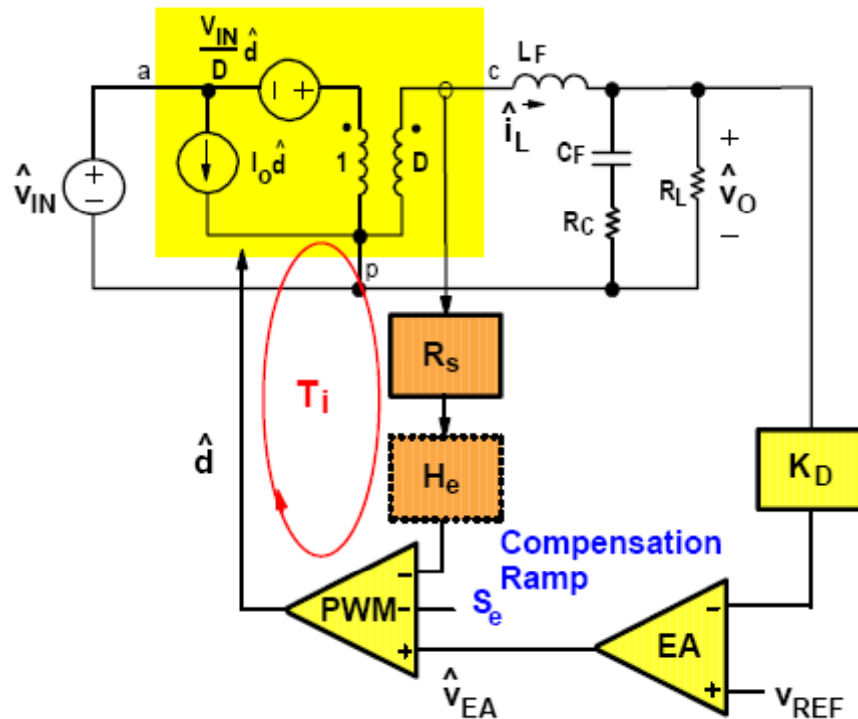 V_IN/D d̂
a
c
L_F
î_L
I_o d̂
1
D
C_F
R_C
R_L
+
v̂_O
−
v̂_IN
p
R_s
T_i
d̂
H_e
K_D
Compensation
Ramp
S_e
PWM
EA
v̂_EA
v_REF